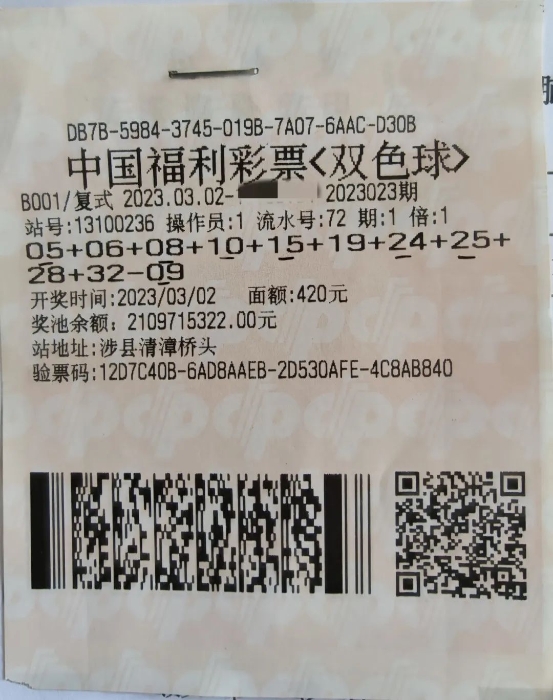 DB7B-5984-3745-019B-7A07-6AAC-D30B
中国福利彩票<双色球>
B001/复式 2023.03.02- 2023023期
站号:13100236 操作员:1 流水号:72 期:1 倍:1
05+06+08+10+15+19+24+25+
28+32-09
开奖时间:2023/03/02 面额:420元
奖池余额: 2109715322.00元
站地址:涉县清漳桥头
验票码:12D7C40B-6AD8AAEB-2D530AFE-4C8AB840